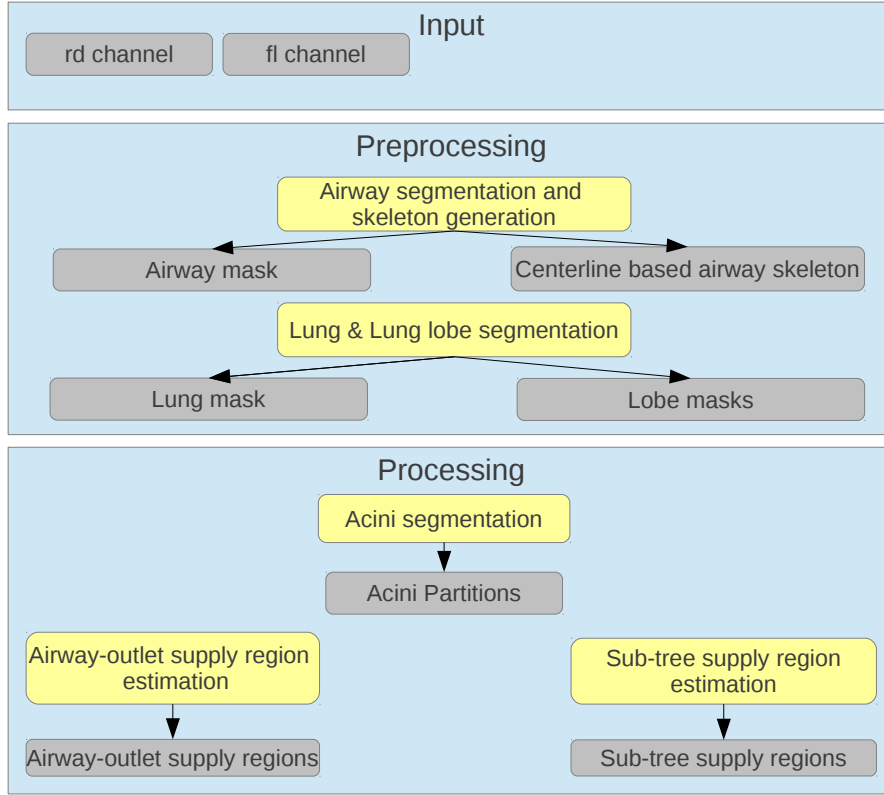 Input
rd channel
fl channel
Preprocessing
Airway segmentation and
skeleton generation
Airway mask
Centerline based airway skeleton
Lung & Lung lobe segmentation
Lung mask
Lobe masks
Processing
Acini segmentation
Acini Partitions
Airway-outlet supply region
estimation
Sub-tree supply region
estimation
Airway-outlet supply regions
Sub-tree supply regions